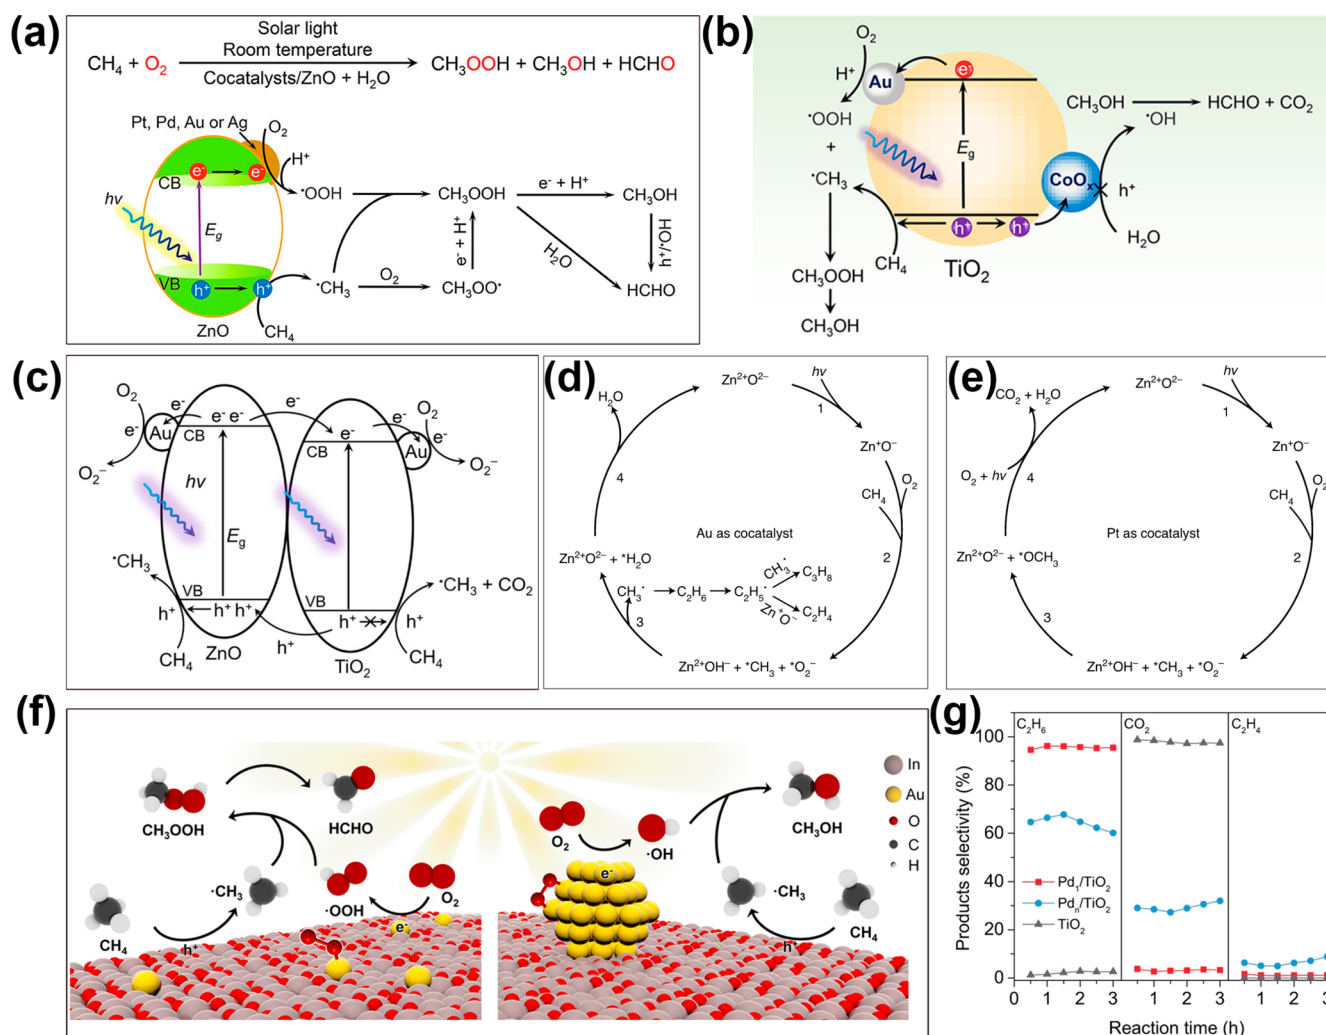 (a)
Solar light
Room temperature
CH₄ + O₂
Cocatalysts/ZnO + H₂O
CH₃OOH + CH₃OH + HCHO
Pt, Pd, Au or Ag
O₂
H⁺
e⁻
e⁻
CB
hv
E_g
VB
h⁺
h⁺
ZnO
CH₄
•OOH
CH₃OOH
e⁻ + H⁺
CH₃OH
e⁻ + H⁺
H₂O
h⁺/•OH
•CH₃
O₂
CH₃OO•
HCHO
(b)
O₂
H⁺
Au
e⁻
•OOH
+
•CH₃
E_g
CH₃OH
•OH
HCHO + CO₂
CoOₓ
h⁺
h⁺
h⁺
H₂O
CH₄
TiO₂
CH₃OOH
CH₃OH
(c)
O₂
e⁻
e⁻
Au
O₂⁻
e⁻ e⁻
CB
e⁻
e⁻
CB
e⁻
O₂
e⁻
Au
O₂⁻
hv
E_g
•CH₃
h⁺
VB
h⁺ h⁺
CH₄
ZnO
h⁺
VB
h⁺
h⁺
TiO₂
CH₄
•CH₃ + CO₂
(d)
Zn²⁺O²⁻
hv
1
Zn⁺O⁻
CH₄
O₂
2
Zn²⁺OH⁻ + *CH₃ + *O₂⁻
3
Zn²⁺O²⁻ + *H₂O
4
H₂O
Au as cocatalyst
CH₃•
C₂H₆
C₂H₅•
CH₃•
C₃H₈
Zn⁺O⁻
C₂H₄
(e)
Zn²⁺O²⁻
hv
1
Zn⁺O⁻
CH₄
O₂
2
Zn²⁺OH⁻ + *CH₃ + *O₂⁻
3
Zn²⁺O²⁻ + *OCH₃
4
O₂ + hv
CO₂ + H₂O
Pt as cocatalyst
(f)
CH₃OOH
HCHO
•CH₃
•OOH
O₂
e⁻
CH₄
h⁺
O₂
•OH
e⁻
CH₃OH
•CH₃
h⁺
CH₄
In
Au
O
C
H
(g)
C₂H₆
CO₂
C₂H₄
Products selectivity (%)
100
80
60
40
20
0
Pd₁/TiO₂
Pdₙ/TiO₂
TiO₂
0 1 2 3
1 2 3
1 2 3
Reaction time (h)